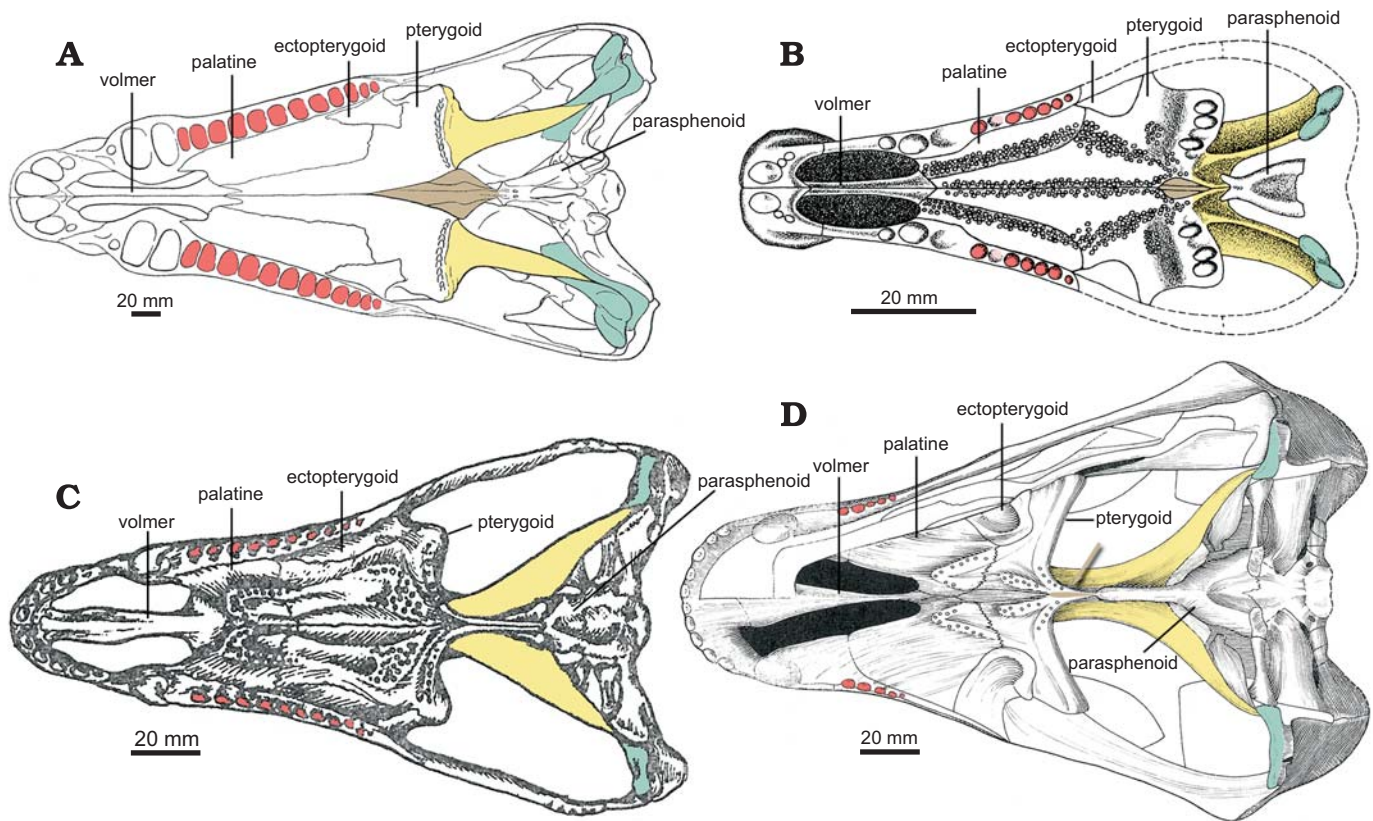 A
volmer
palatine
ectopterygoid
pterygoid
parasphenoid
20 mm
B
volmer
palatine
ectopterygoid
pterygoid
parasphenoid
20 mm
C
volmer
palatine
ectopterygoid
pterygoid
parasphenoid
20 mm
D
volmer
palatine
ectopterygoid
pterygoid
parasphenoid
20 mm